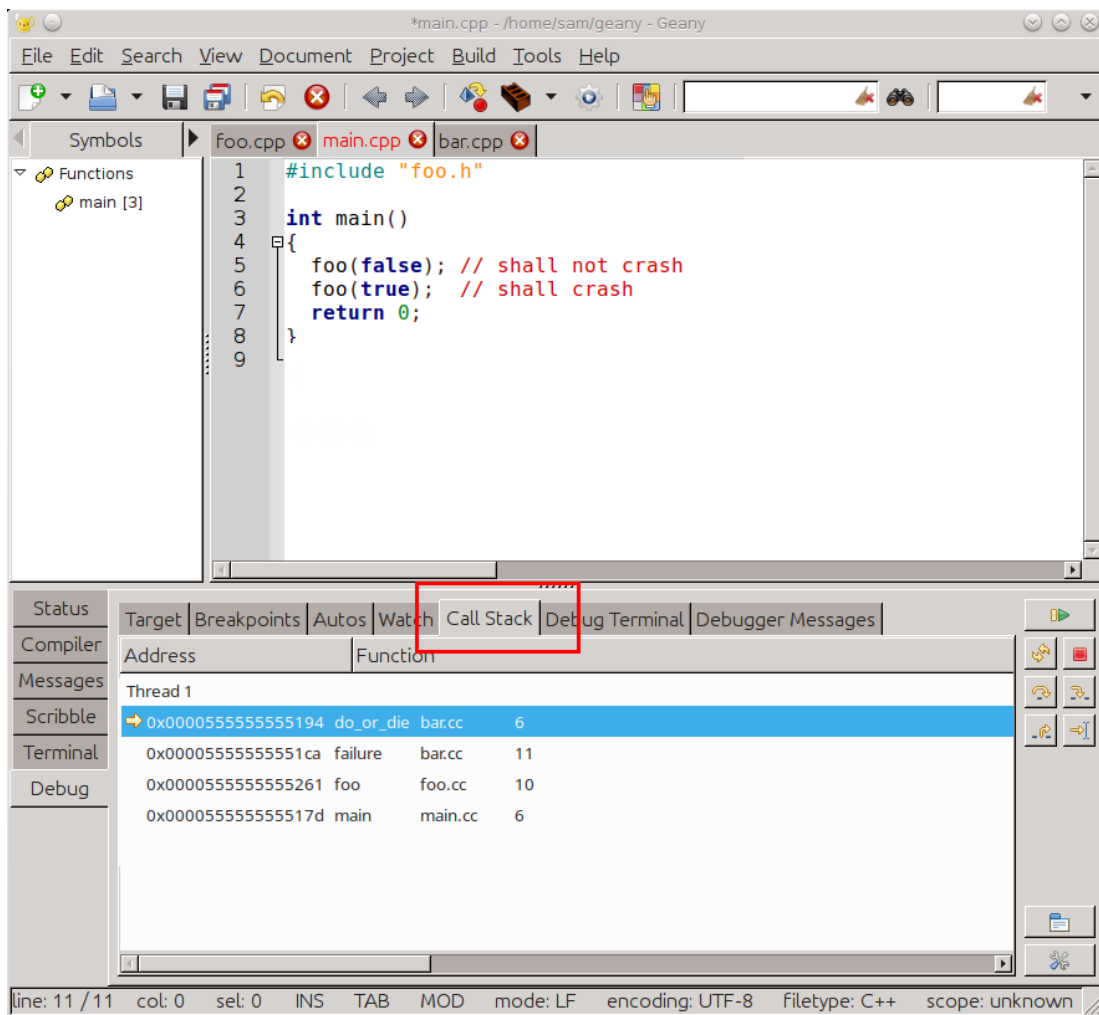 *main.cpp - /home/sam/geany - Geany
File Edit Search View Document Project Build Tools Help
Symbols foo.cpp main.cpp bar.cpp
Functions
main [3]
1 #include "foo.h"
2
3 int main()
4 {
5 foo(false); // shall not crash
6 foo(true); // shall crash
7 return 0;
8 }
9
Status
Compiler
Messages
Scribble
Terminal
Debug
Target Breakpoints Autos Watch Call Stack Debug Terminal Debugger Messages
Address Function
Thread 1
0x0000555555555194 do_or_die bar.cc 6
0x00005555555551ca failure bar.cc 11
0x0000555555555261 foo foo.cc 10
0x000055555555517d main main.cc 6
line: 11 / 11 col: 0 sel: 0 INS TAB MOD mode: LF encoding: UTF-8 filetype: C++ scope: unknown